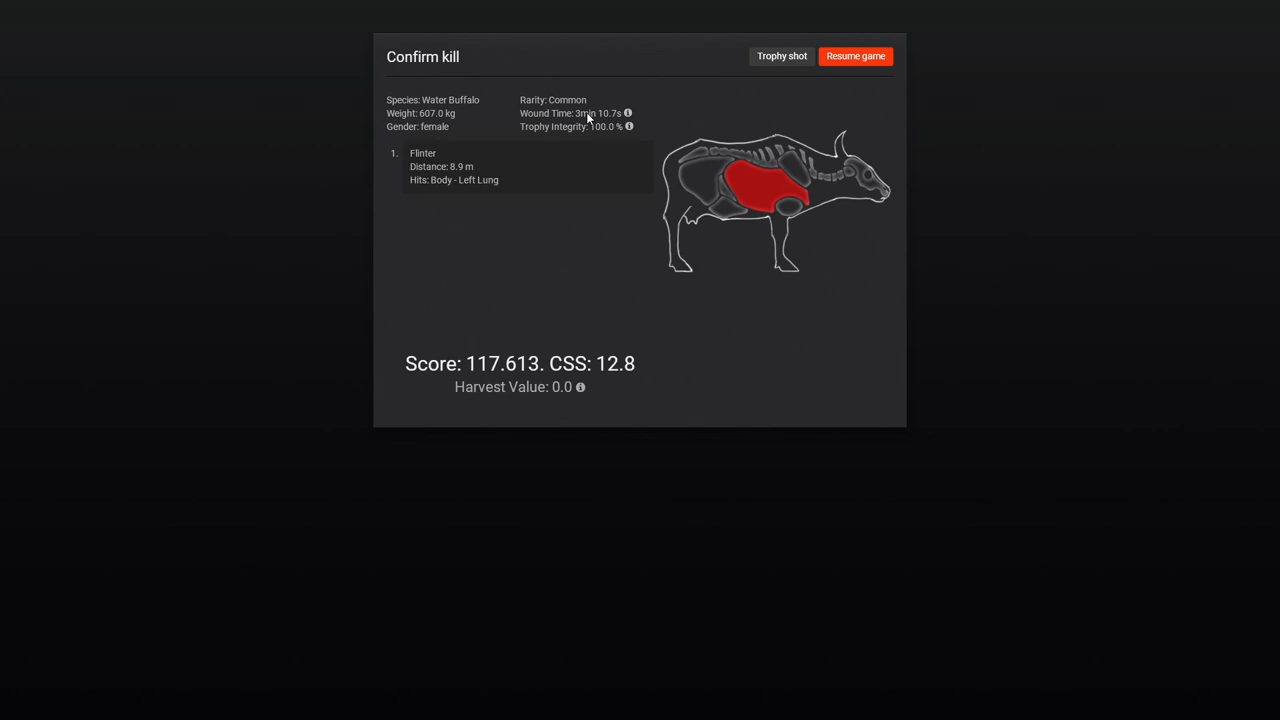 Confirm kill
Trophy shot
Resume game
Species: Water Buffalo
Rarity: Common
Weight: 607.0 kg
Wound Time: 3min 10.7s
Gender: female
Trophy Integrity: 100.0 %
1. Flinter
Distance: 8.9 m
Hits: Body - Left Lung
Score: 117.613. CSS: 12.8
Harvest Value: 0.0